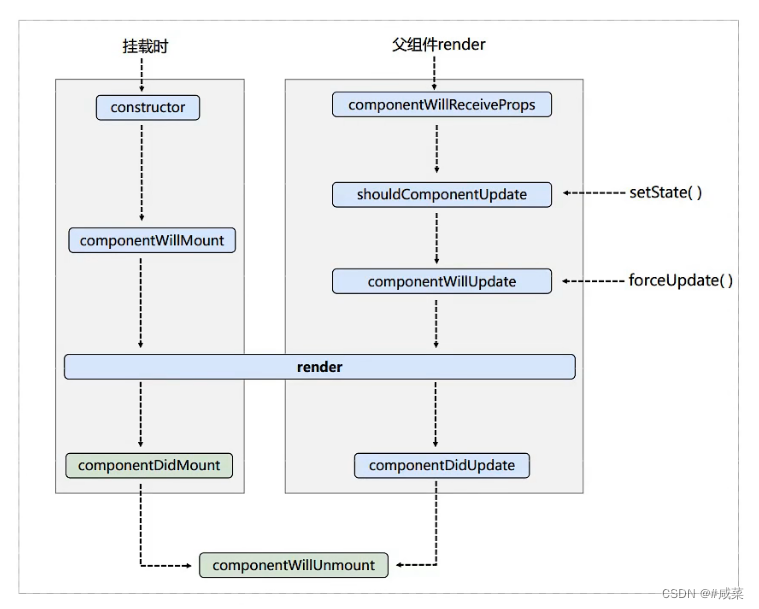 挂载时
父组件render
constructor
componentWillReceiveProps
shouldComponentUpdate
setState( )
componentWillMount
componentWillUpdate
forceUpdate( )
render
componentDidMount
componentDidUpdate
componentWillUnmount
CSDN @#咸菜